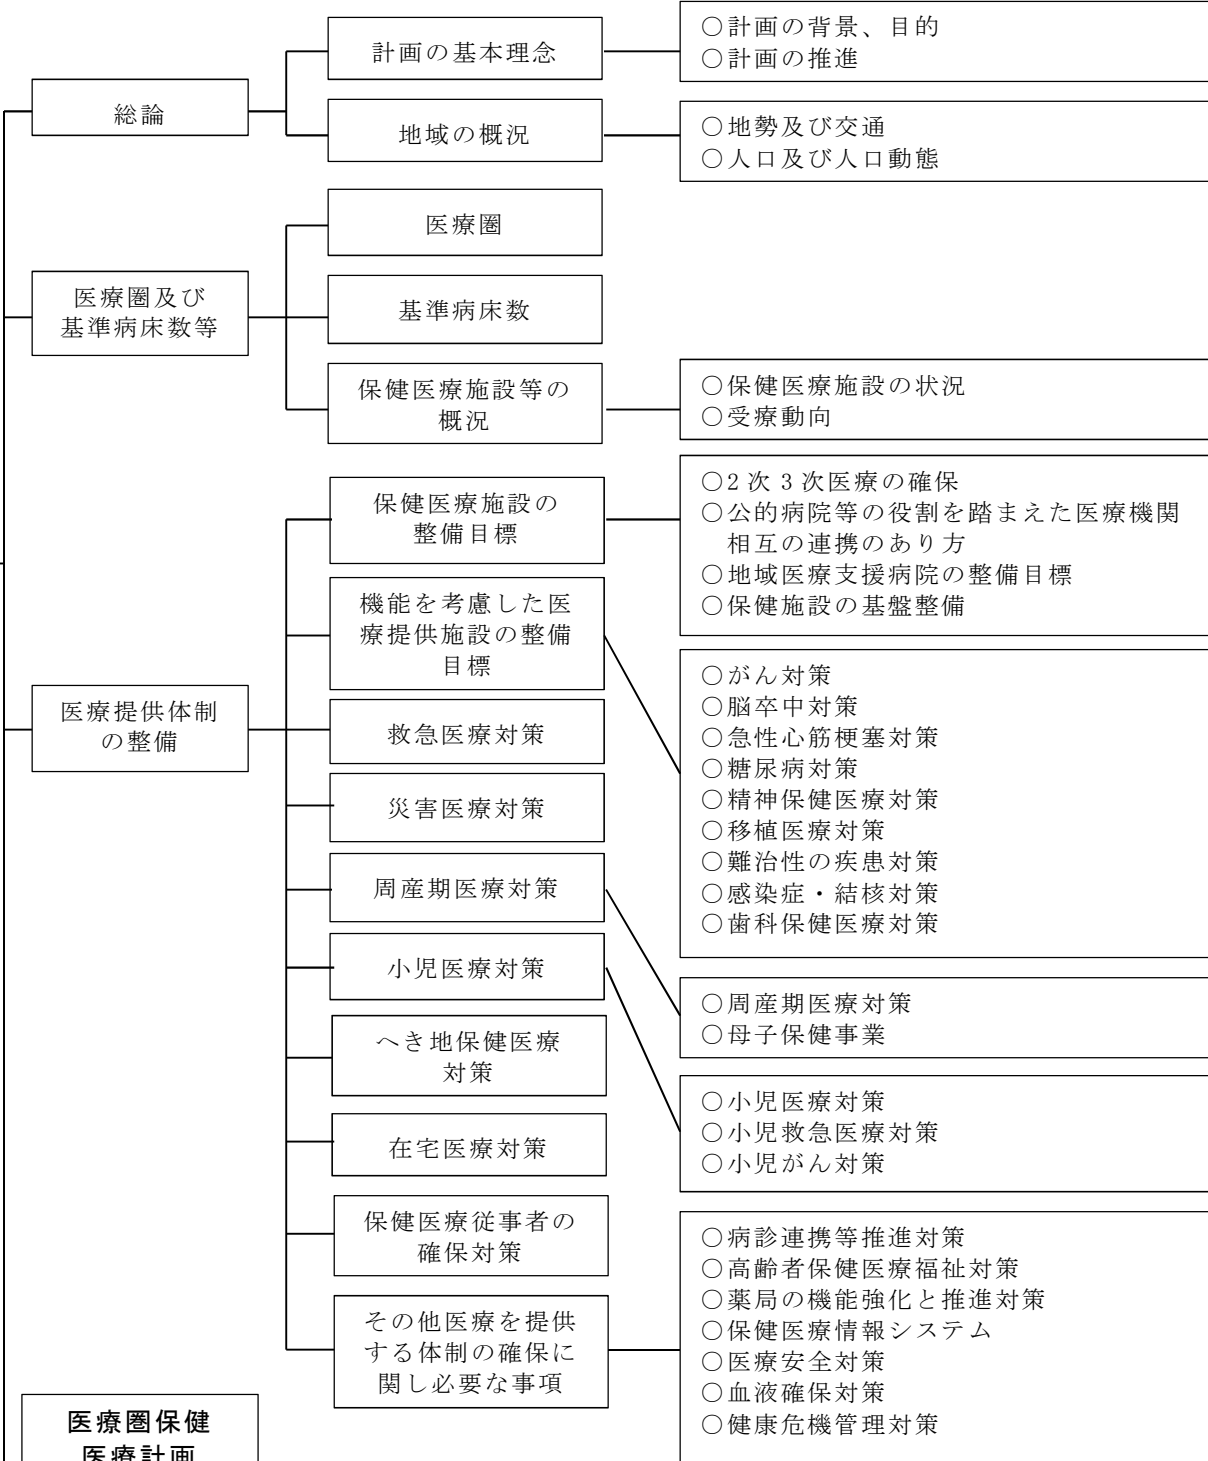 総論
計画の基本理念
○計画の背景、目的
○計画の推進
地域の概況
○地勢及び交通
○人口及び人口動態
医療圏及び
基準病床数等
医療圏
基準病床数
保健医療施設等の
概況
○保健医療施設の状況
○受療動向
医療提供体制
の整備
保健医療施設の
整備目標
○2次3次医療の確保
○公的病院等の役割を踏まえた医療機関
相互の連携のあり方
○地域医療支援病院の整備目標
○保健施設の基盤整備
機能を考慮した医
療提供施設の整備
目標
○がん対策
○脳卒中対策
○急性心筋梗塞対策
○糖尿病対策
○精神保健医療対策
○移植医療対策
○難治性の疾患対策
○感染症・結核対策
○歯科保健医療対策
救急医療対策
災害医療対策
周産期医療対策
○周産期医療対策
○母子保健事業
小児医療対策
○小児医療対策
○小児救急医療対策
○小児がん対策
へき地保健医療
対策
在宅医療対策
保健医療従事者の
確保対策
その他医療を提供
する体制の確保に
関し必要な事項
○病診連携等推進対策
○高齢者保健医療福祉対策
○薬局の機能強化と推進対策
○保健医療情報システム
○医療安全対策
○血液確保対策
○健康危機管理対策
医療圏保健
医療計画